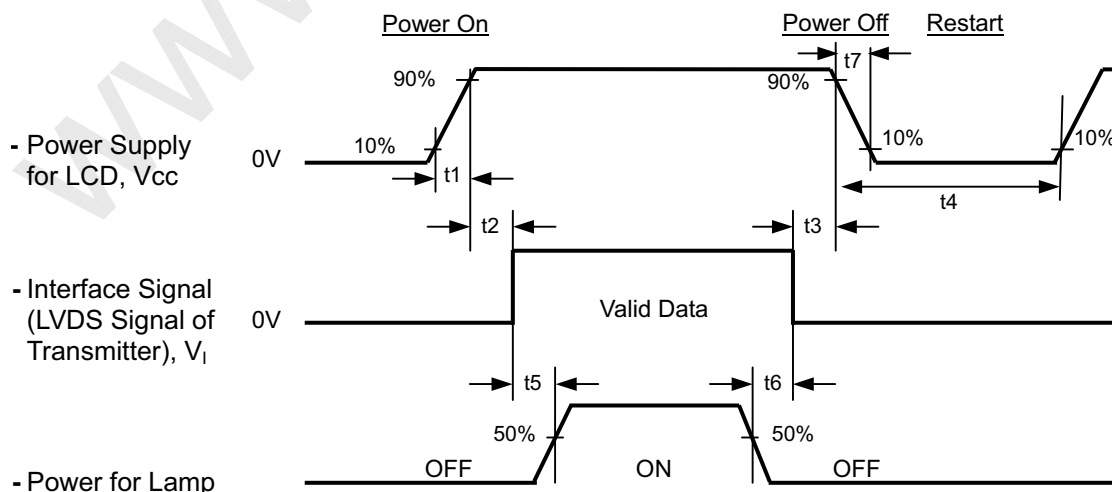 Power On Power Off Restart
t7
90% 90%
- Power Supply
for LCD, Vcc
0V 10% 10% 10%
t1
t4
t2 t3
- Interface Signal
(LVDS Signal of
Transmitter), VI
0V Valid Data
t5 t6
50% 50%
- Power for Lamp OFF ON OFF